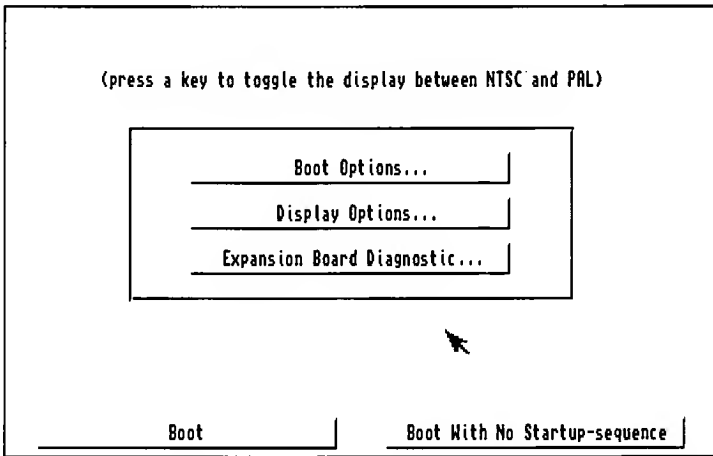 (press a key to toggle the display between NTSC and PAL)
Boot Options...
Display Options...
Expansion Board Diagnostic...
Boot
Boot With No Startup-sequence